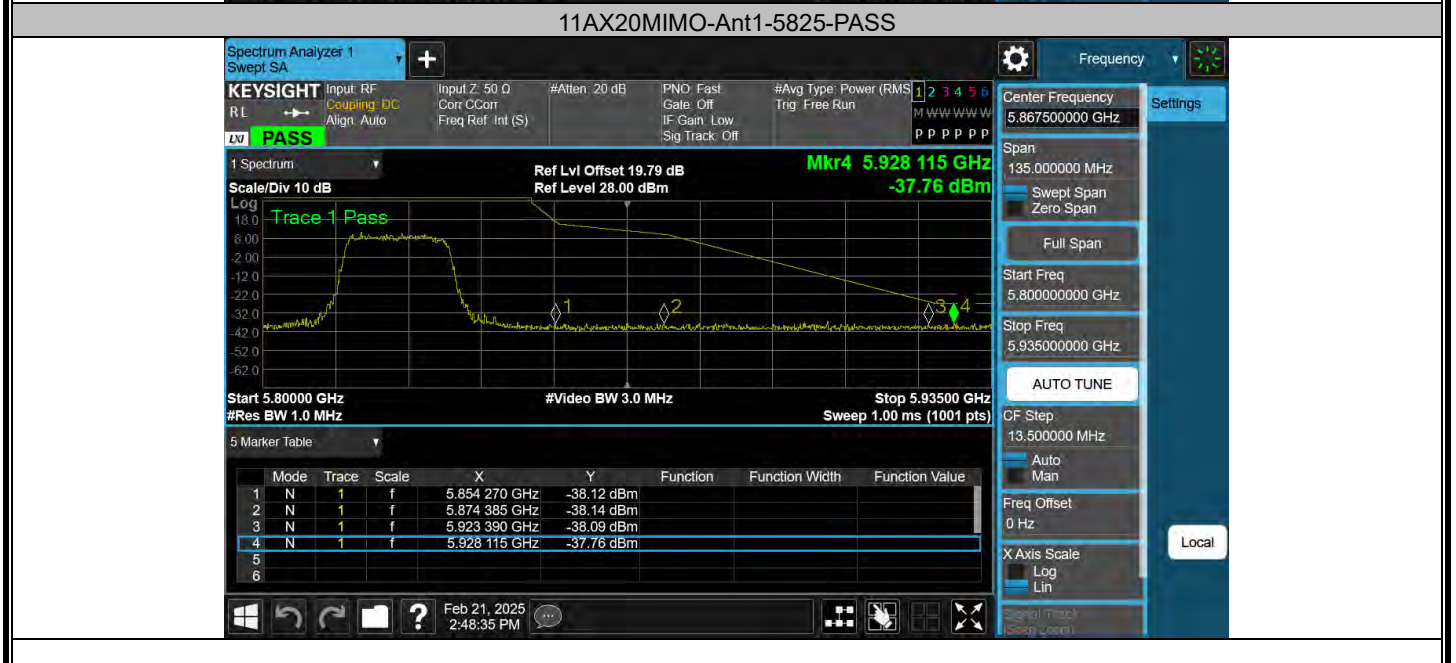 11AX20MIMO-Ant1-5825-PASS
Spectrum Analyzer 1
Swept SA
+
Frequency
KEYSIGHT
RL
LXI PASS
Input: RF
Coupling: DC
Align: Auto
Input Z: 50 Ω
Corr CCorr
Freq Ref: Int (S)
#Atten: 20 dB
PNO: Fast
Gate: Off
IF Gain: Low
Sig Track: Off
#Avg Type: Power (RMS
Trig: Free Run
1 2 3 4 5 6
M W W W W W
P P P P P P
1 Spectrum
Scale/Div 10 dB
Ref Lvl Offset 19.79 dB
Ref Level 28.00 dBm
Mkr4 5.928 115 GHz
-37.76 dBm
Log
Trace 1 Pass
18.0
8.00
-2.00
-12.0
-22.0
-32.0
-42.0
-52.0
-62.0
1
2
3
4
Start 5.80000 GHz
#Res BW 1.0 MHz
#Video BW 3.0 MHz
Stop 5.93500 GHz
Sweep 1.00 ms (1001 pts)
5 Marker Table
Mode Trace Scale X Y Function Function Width Function Value
1 N 1 f 5.854 270 GHz -38.12 dBm
2 N 1 f 5.874 385 GHz -38.14 dBm
3 N 1 f 5.923 390 GHz -38.09 dBm
4 N 1 f 5.928 115 GHz -37.76 dBm
5
6
?
Feb 21, 2025
2:48:35 PM
Center Frequency
5.867500000 GHz
Span
135.000000 MHz
Swept Span
Zero Span
Full Span
Start Freq
5.800000000 GHz
Stop Freq
5.935000000 GHz
AUTO TUNE
CF Step
13.500000 MHz
Auto
Man
Freq Offset
0 Hz
X Axis Scale
Log
Lin
Signal Track
(Span Zoom)
Settings
Local